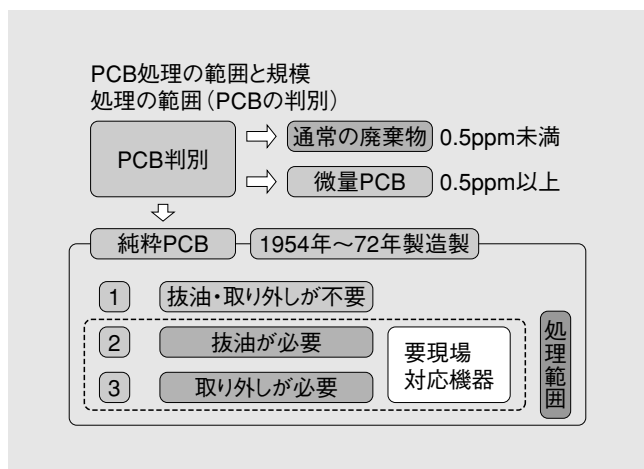 PCB処理の範囲と規模
処理の範囲（PCBの判別）
PCB判別
通常の廃棄物 0.5ppm未満
微量PCB 0.5ppm以上
純粋PCB 1954年～72年製造製
1 抜油・取り外しが不要
2 抜油が必要
3 取り外しが必要
要現場
対応機器
処理範囲